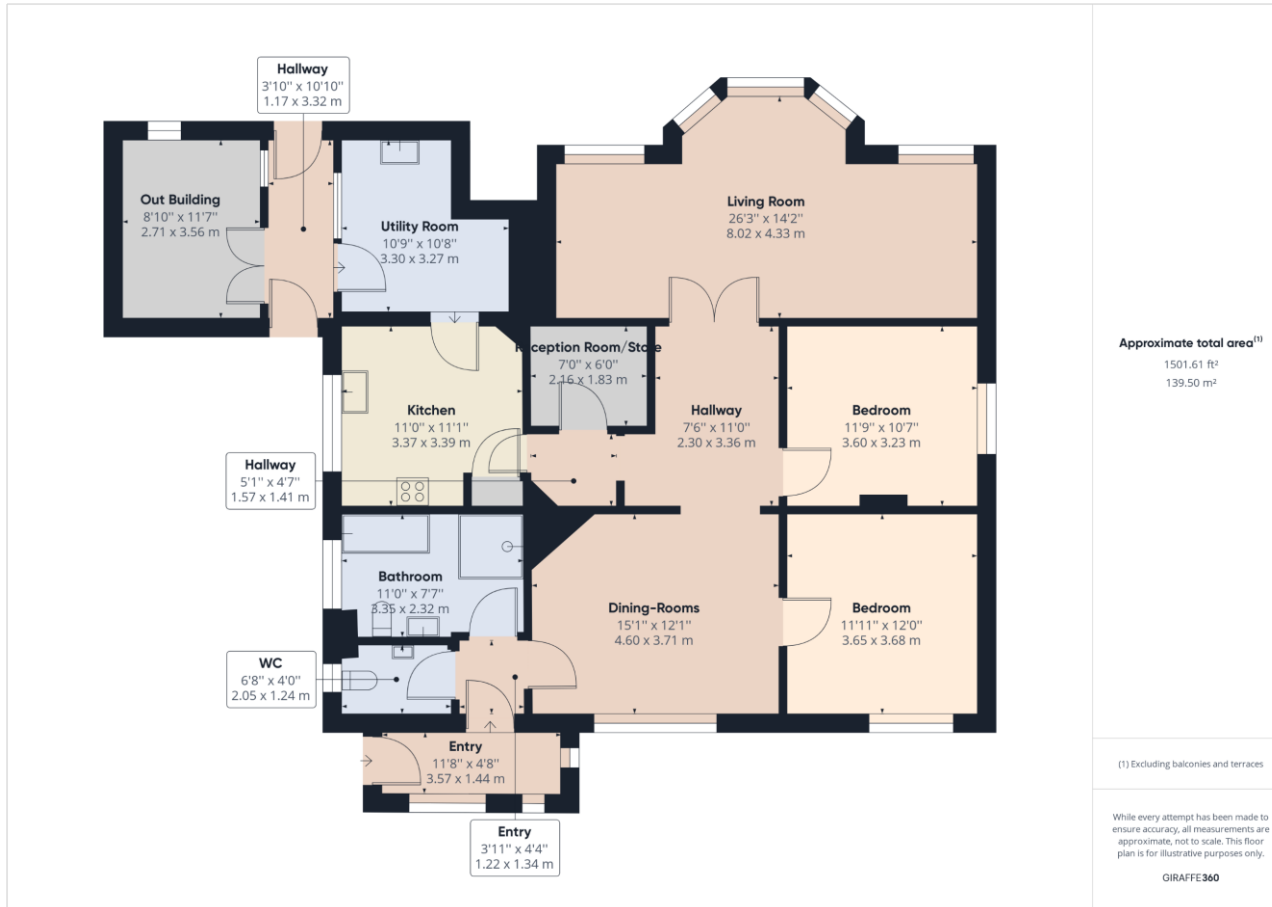 Hallway
3'10" x 10'10"
1.17 x 3.32 m
Out Building
8'10" x 11'7"
2.71 x 3.56 m
Utility Room
10'9" x 10'8"
3.30 x 3.27 m
Living Room
26'3" x 14'2"
8.02 x 4.33 m
Reception Room/Store
7'0" x 6'0"
2.16 x 1.83 m
Kitchen
11'0" x 11'1"
3.37 x 3.39 m
Hallway
7'6" x 11'0"
2.30 x 3.36 m
Bedroom
11'9" x 10'7"
3.60 x 3.23 m
Hallway
5'1" x 4'7"
1.57 x 1.41 m
Bathroom
11'0" x 7'7"
3.35 x 2.32 m
Dining-Rooms
15'1" x 12'1"
4.60 x 3.71 m
Bedroom
11'11" x 12'0"
3.65 x 3.68 m
WC
6'8" x 4'0"
2.05 x 1.24 m
Entry
11'8" x 4'8"
3.57 x 1.44 m
Entry
3'11" x 4'4"
1.22 x 1.34 m
Approximate total area(1)
1501.61 ft²
139.50 m²
(1) Excluding balconies and terraces
While every attempt has been made to
ensure accuracy, all measurements are
approximate, not to scale. This floor
plan is for illustrative purposes only.
GIRAFFE360